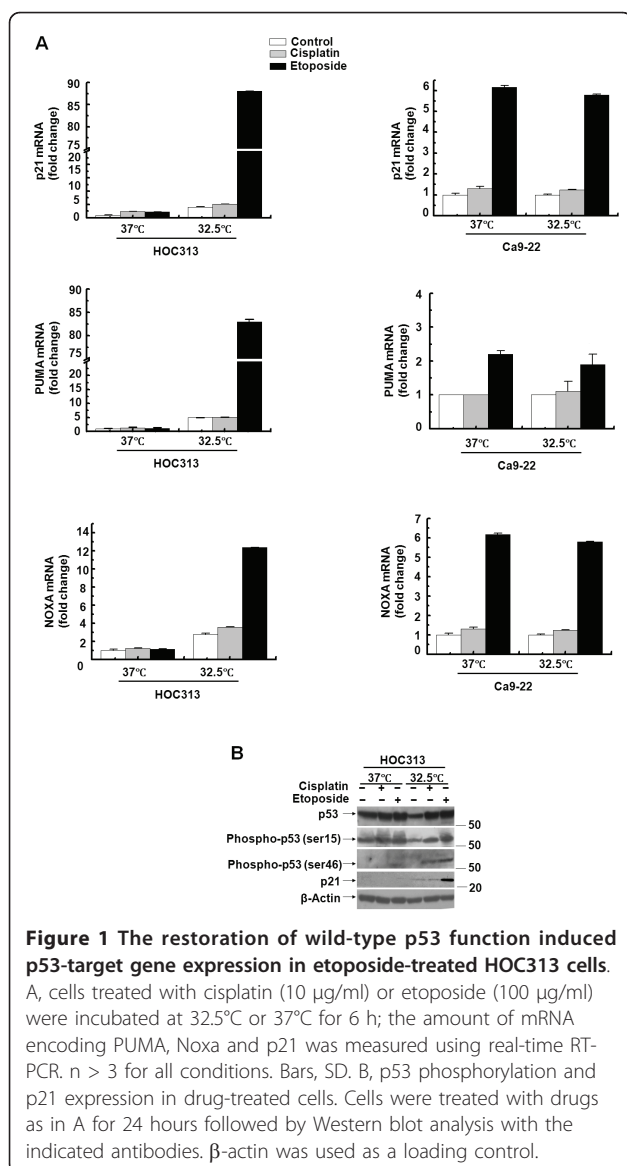 A
Control
Cisplatin
Etoposide
p21 mRNA
(fold change)
90
85
80
75
20
15
10
5
0
37℃ 32.5℃
HOC313
p21 mRNA
(fold change)
6
5
4
3
2
1
0
37℃ 32.5℃
Ca9-22
PUMA mRNA
(fold change)
90
85
80
75
20
15
10
5
0
37℃ 32.5℃
HOC313
PUMA mRNA
(fold change)
4
3
2
1
37℃ 32.5℃
Ca9-22
NOXA mRNA
(fold change)
14
12
10
8
6
4
2
0
37℃ 32.5℃
HOC313
NOXA mRNA
(fold change)
7
6
5
4
3
2
1
0
37℃ 32.5℃
Ca9-22
B
HOC313
37℃ 32.5℃
Cisplatin − + − − + −
Etoposide − − + − − +
p53
50
Phospho-p53 (ser15)
50
Phospho-p53 (ser46)
50
p21
20
β-Actin
Figure 1 The restoration of wild-type p53 function induced
p53-target gene expression in etoposide-treated HOC313 cells.
A, cells treated with cisplatin (10 μg/ml) or etoposide (100 μg/ml)
were incubated at 32.5°C or 37°C for 6 h; the amount of mRNA
encoding PUMA, Noxa and p21 was measured using real-time RT-
PCR. n > 3 for all conditions. Bars, SD. B, p53 phosphorylation and
p21 expression in drug-treated cells. Cells were treated with drugs
as in A for 24 hours followed by Western blot analysis with the
indicated antibodies. β-actin was used as a loading control.